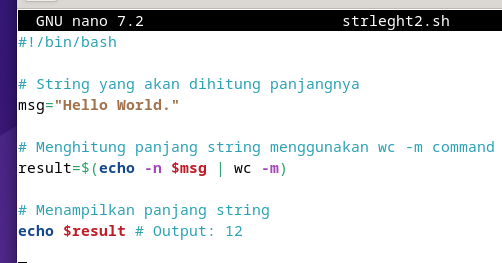 GNU nano 7.2 strleght2.sh
#!/bin/bash
# String yang akan dihitung panjangnya
msg="Hello World."
# Menghitung panjang string menggunakan wc -m command
result=$(echo -n $msg | wc -m)
# Menampilkan panjang string
echo $result # Output: 12